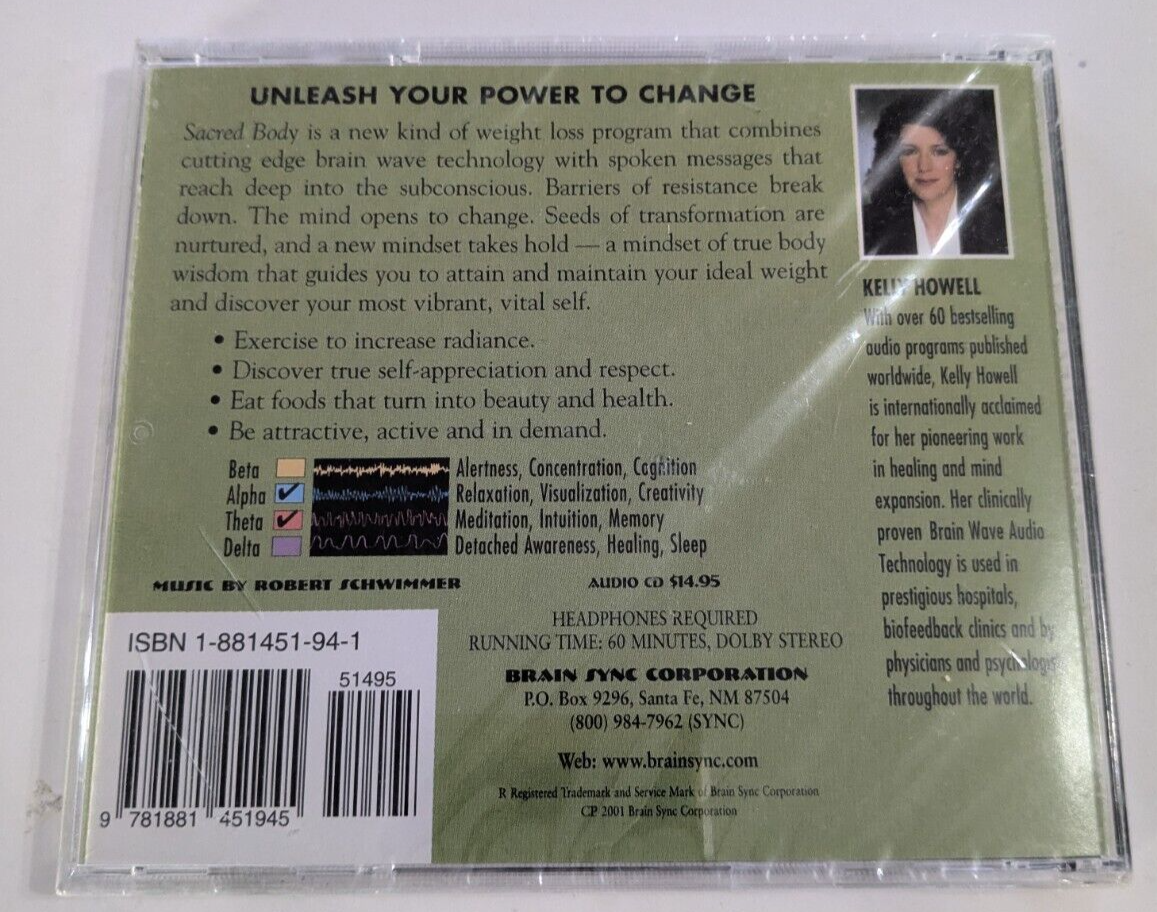 UNLEASH YOUR POWER TO CHANGE
Sacred Body is a new kind of weight loss program that combines
cutting edge brain wave technology with spoken messages that
reach deep into the subconscious. Barriers of resistance break
down. The mind opens to change. Seeds of transformation are
nurtured, and a new mindset takes hold — a mindset of true body
wisdom that guides you to attain and maintain your ideal weight
and discover your most vibrant, vital self.
• Exercise to increase radiance.
• Discover true self-appreciation and respect.
• Eat foods that turn into beauty and health.
• Be attractive, active and in demand.
Beta Alertness, Concentration, Cognition
Alpha ✔ Relaxation, Visualization, Creativity
Theta ✔ Meditation, Intuition, Memory
Delta Detached Awareness, Healing, Sleep
MUSIC BY ROBERT SCHWIMMER
AUDIO CD $14.95
HEADPHONES REQUIRED
RUNNING TIME: 60 MINUTES, DOLBY STEREO
BRAIN SYNC CORPORATION
P.O. Box 9296, Santa Fe, NM 87504
(800) 984-7962 (SYNC)
Web: www.brainsync.com
R Registered Trademark and Service Mark of Brain Sync Corporation
CP 2001 Brain Sync Corporation
ISBN 1-881451-94-1
51495
9 781881 451945
KELLY HOWELL
With over 60 bestselling
audio programs published
worldwide, Kelly Howell
is internationally acclaimed
for her pioneering work
in healing and mind
expansion. Her clinically
proven Brain Wave Audio
Technology is used in
prestigious hospitals,
biofeedback clinics and by
physicians and psychologists
throughout the world.